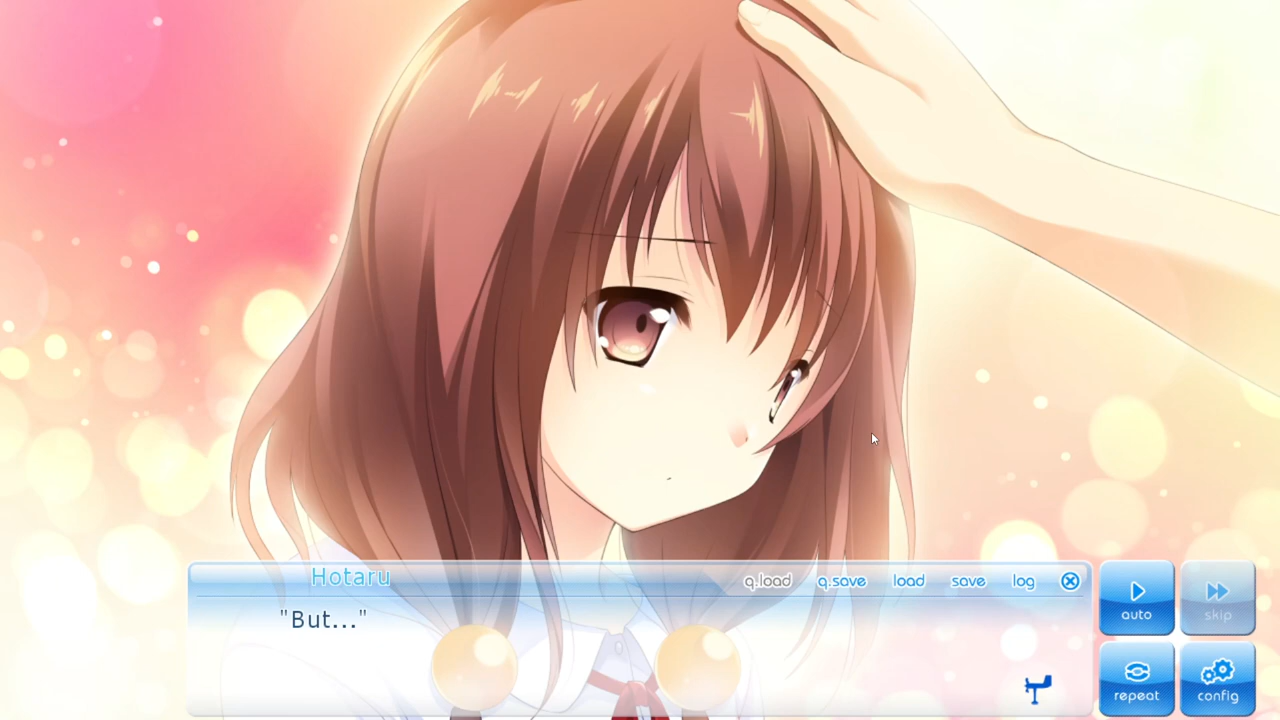 Hotaru
q.load q.save load save log
"But..."
auto
skip
repeat
config